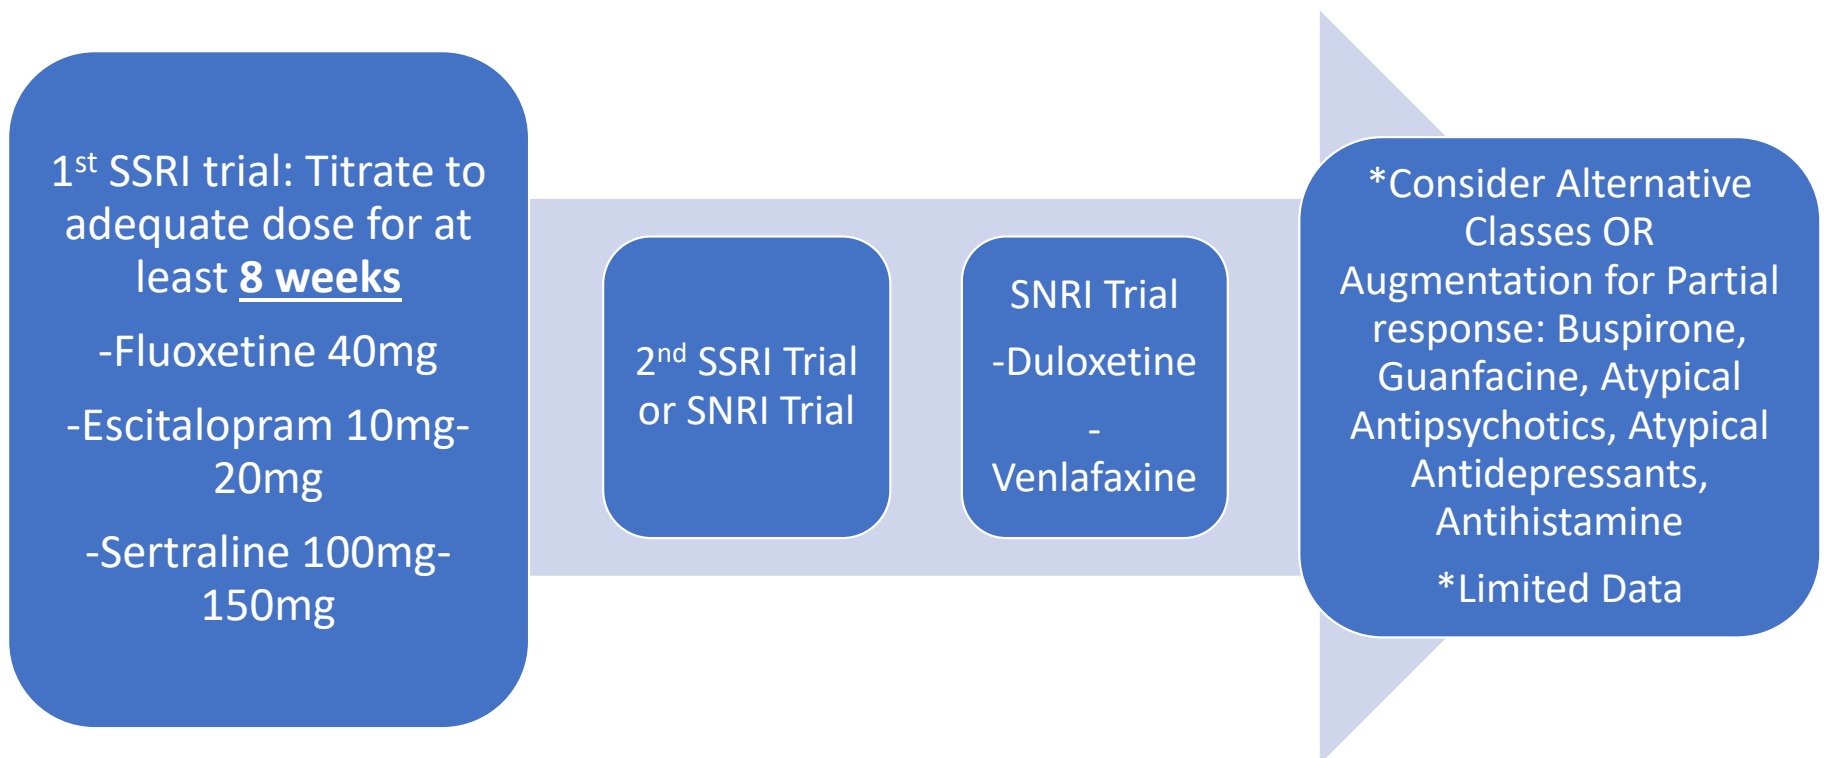 1st SSRI trial: Titrate to
adequate dose for at
least 8 weeks
-Fluoxetine 40mg
-Escitalopram 10mg-
20mg
-Sertraline 100mg-
150mg
2nd SSRI Trial
or SNRI Trial
SNRI Trial
-Duloxetine
-
Venlafaxine
*Consider Alternative
Classes OR
Augmentation for Partial
response: Buspirone,
Guanfacine, Atypical
Antipsychotics, Atypical
Antidepressants,
Antihistamine
*Limited Data